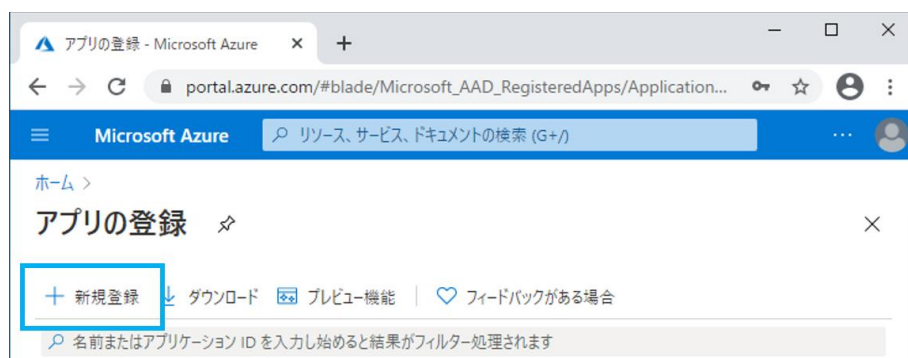 アプリの登録 - Microsoft Azure
portal.azure.com/#blade/Microsoft_AAD_RegisteredApps/Application...
Microsoft Azure リソース、サービス、ドキュメントの検索 (G+/)
ホーム >
アプリの登録
新規登録 ダウンロード プレビュー機能 フィードバックがある場合
名前またはアプリケーション ID を入力し始めると結果がフィルター処理されます